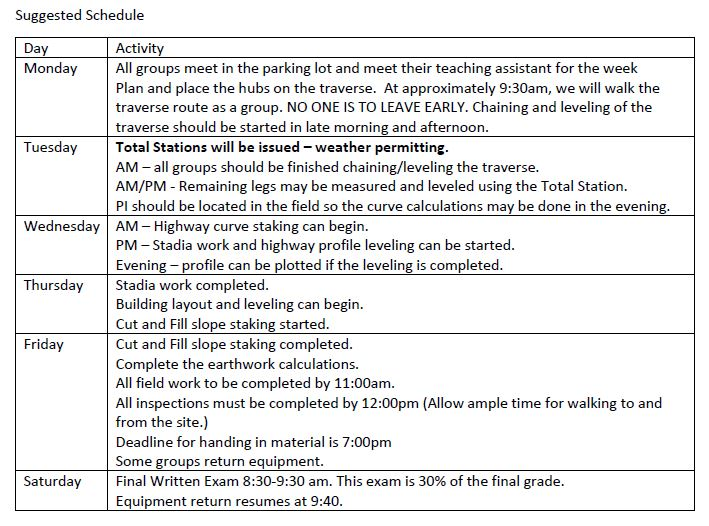 Suggested Schedule
Day Activity
Monday All groups meet in the parking lot and meet their teaching assistant for the week
Plan and place the hubs on the traverse. At approximately 9:30am, we will walk the
traverse route as a group. NO ONE IS TO LEAVE EARLY. Chaining and leveling of the
traverse should be started in late morning and afternoon.
Tuesday Total Stations will be issued – weather permitting.
AM – all groups should be finished chaining/leveling the traverse.
AM/PM - Remaining legs may be measured and leveled using the Total Station.
PI should be located in the field so the curve calculations may be done in the evening.
Wednesday AM – Highway curve staking can begin.
PM – Stadia work and highway profile leveling can be started.
Evening – profile can be plotted if the leveling is completed.
Thursday Stadia work completed.
Building layout and leveling can begin.
Cut and Fill slope staking started.
Friday Cut and Fill slope staking completed.
Complete the earthwork calculations.
All field work to be completed by 11:00am.
All inspections must be completed by 12:00pm (Allow ample time for walking to and
from the site.)
Deadline for handing in material is 7:00pm
Some groups return equipment.
Saturday Final Written Exam 8:30-9:30 am. This exam is 30% of the final grade.
Equipment return resumes at 9:40.